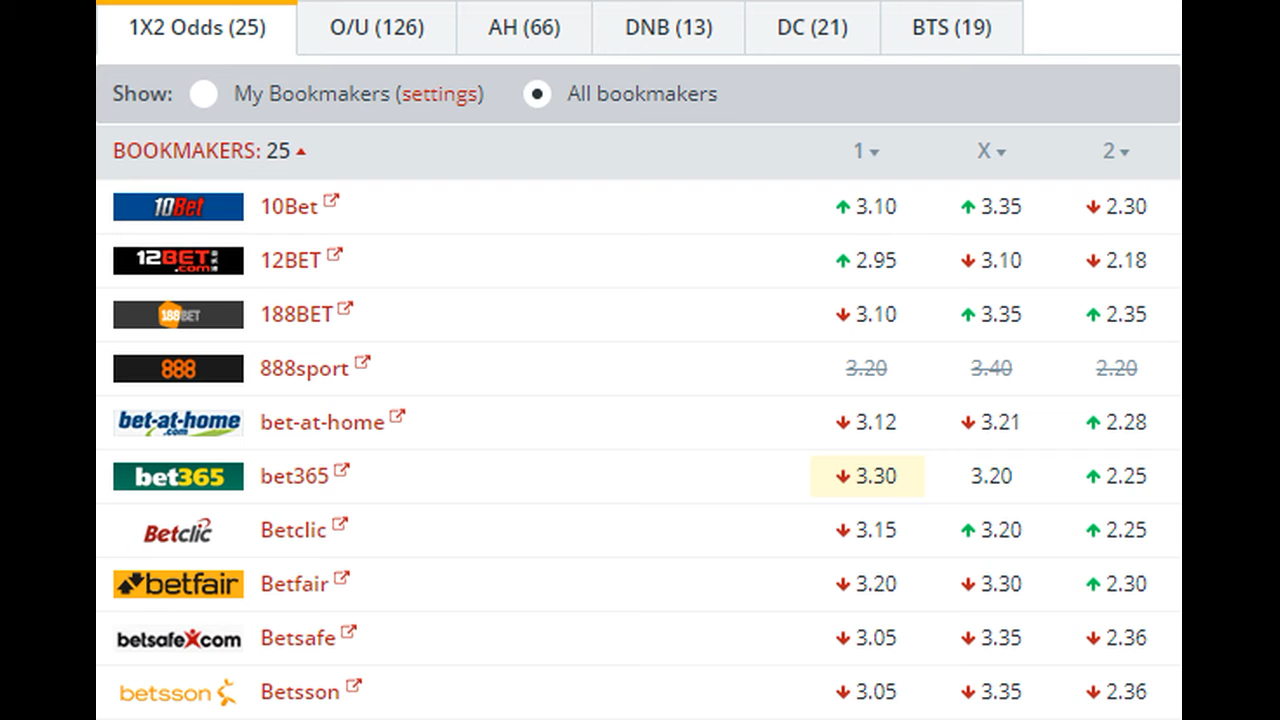 1X2 Odds (25) O/U (126) AH (66) DNB (13) DC (21) BTS (19)
Show: My Bookmakers (settings) All bookmakers
BOOKMAKERS: 25 1 X 2
10Bet 10Bet 3.10 3.35 2.30
12BET.com 12BET 2.95 3.10 2.18
188BET 188BET 3.10 3.35 2.35
888 888sport 3.20 3.40 2.20
bet-at-home.com bet-at-home 3.12 3.21 2.28
bet365 bet365 3.30 3.20 2.25
Betclic Betclic 3.15 3.20 2.25
betfair Betfair 3.20 3.30 2.30
betsafe.com Betsafe 3.05 3.35 2.36
betsson Betsson 3.05 3.35 2.36